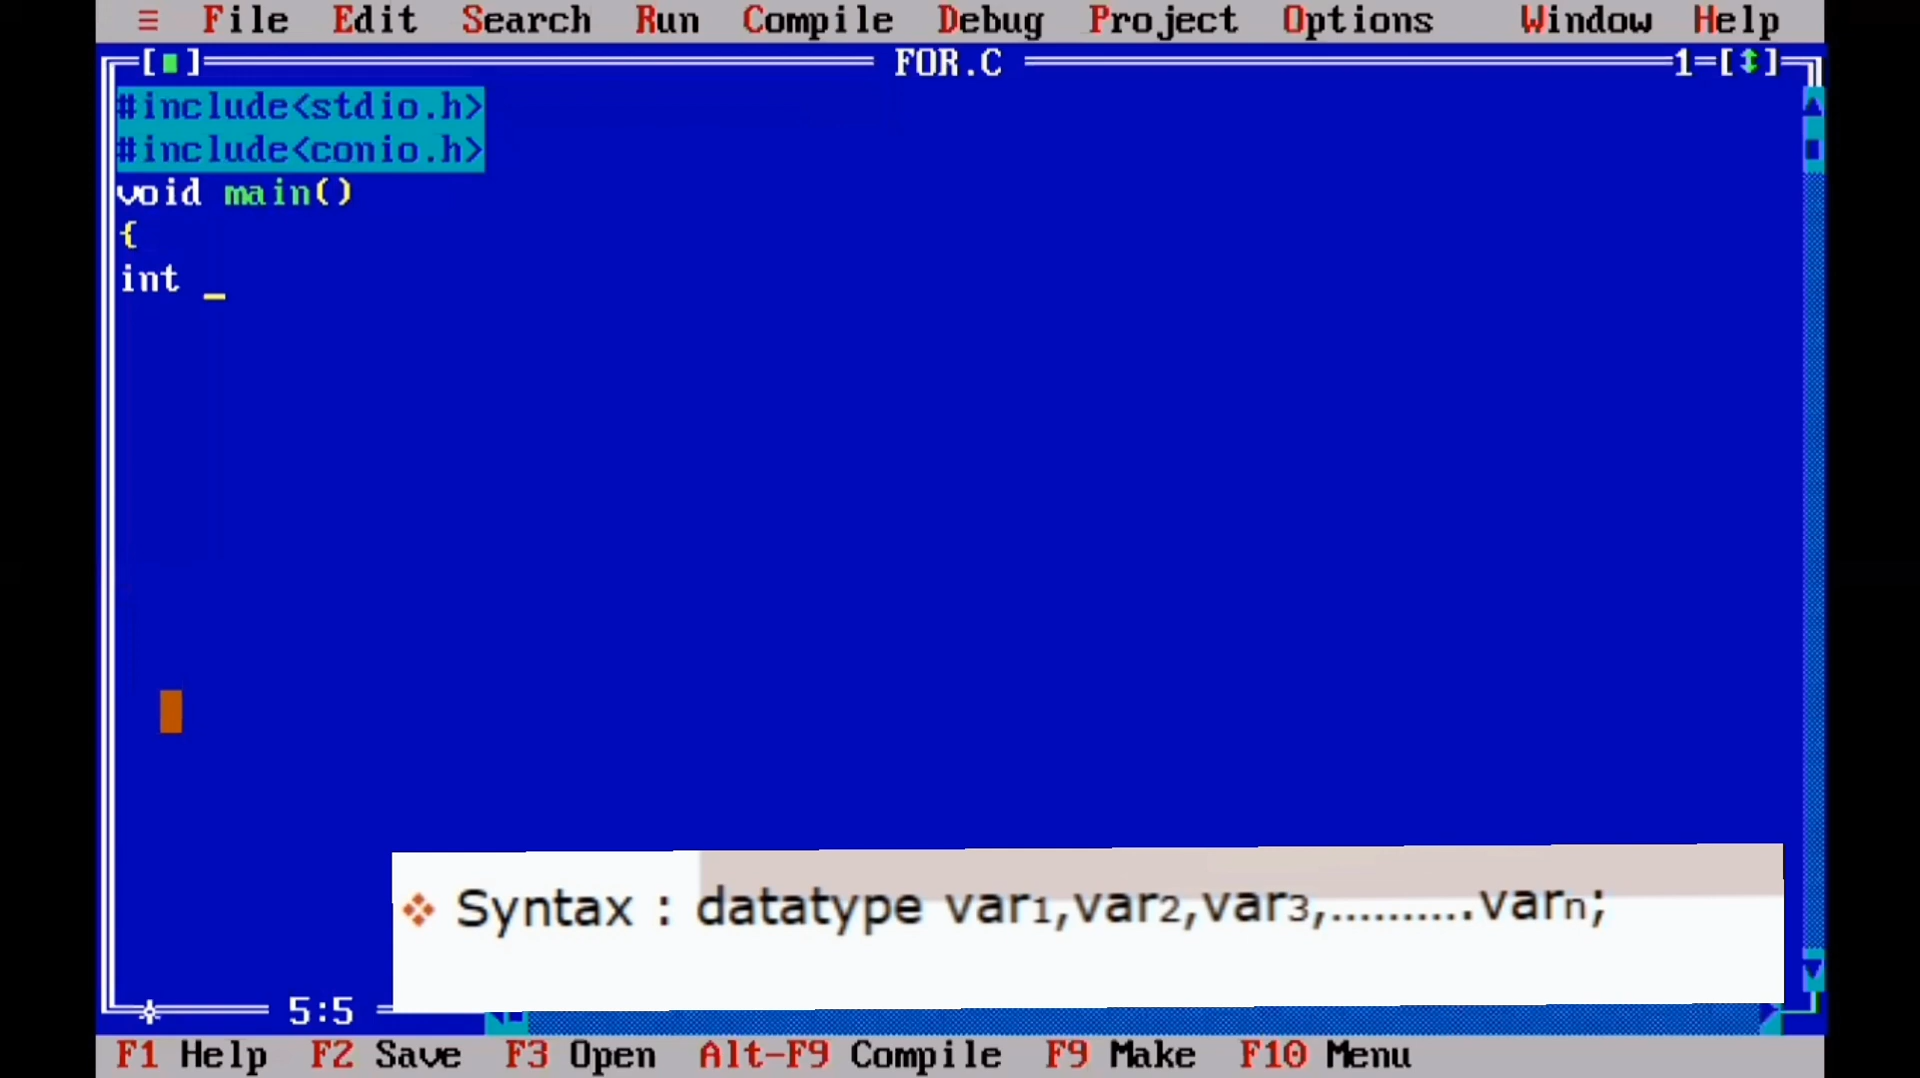 ≡ File Edit Search Run Compile Debug Project Options Window Help
[■] FOR.C 1=[↕]
#include<stdio.h>
#include<conio.h>
void main()
{
int _
❖ Syntax : datatype var1,var2,var3,..........varn;
5:5
F1 Help F2 Save F3 Open Alt-F9 Compile F9 Make F10 Menu